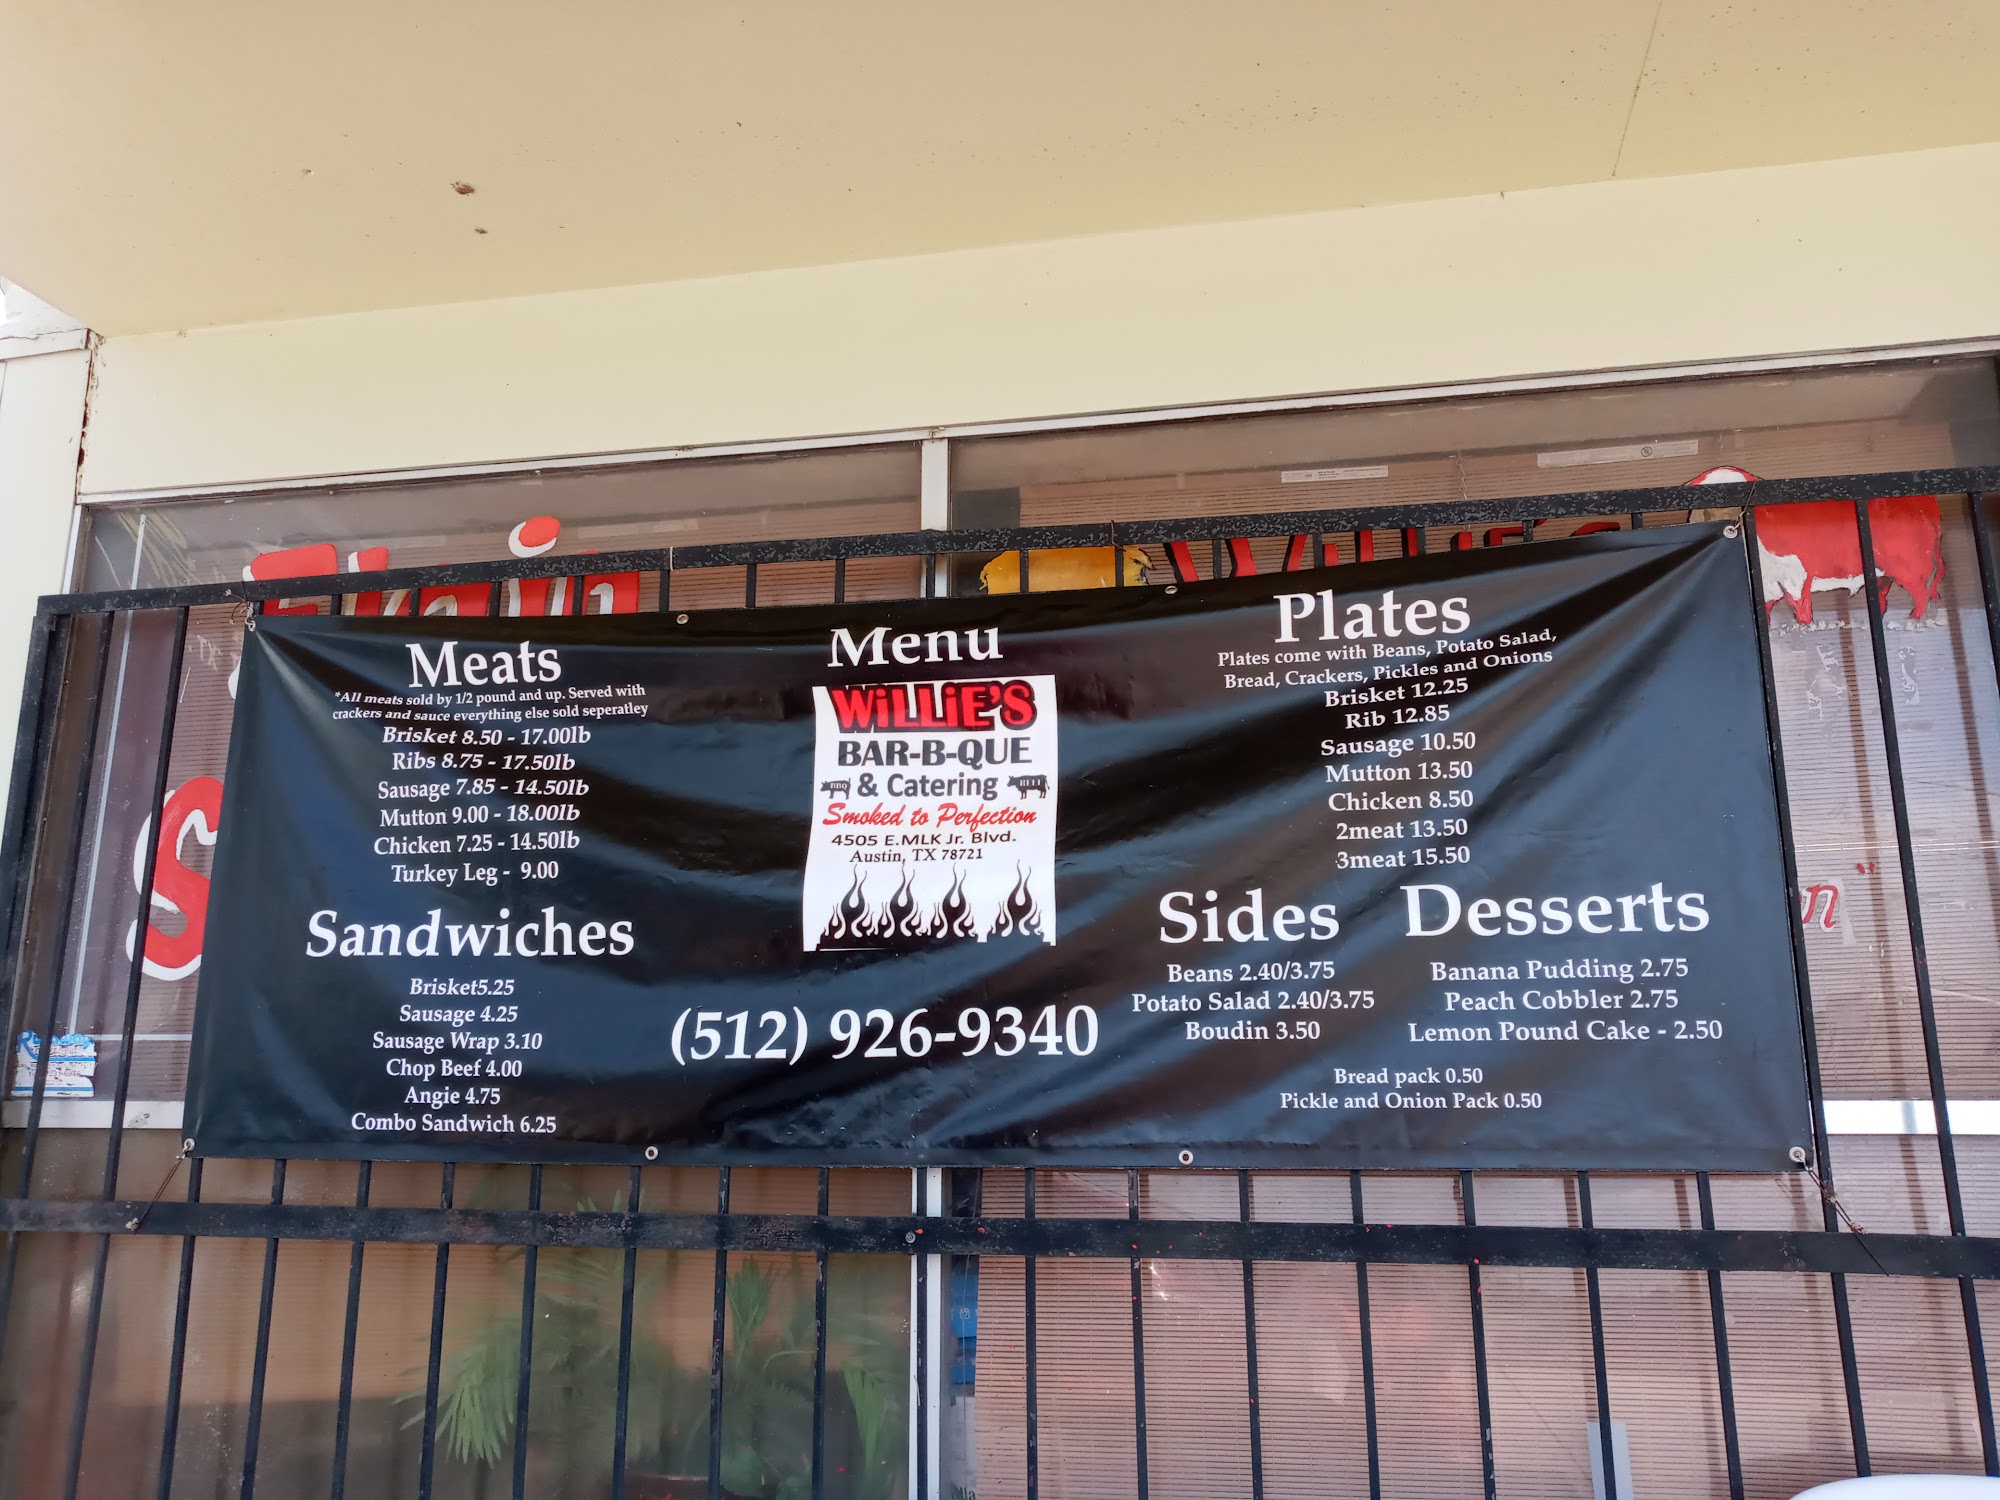 Meats
*All meats sold by 1/2 pound and up. Served with
crackers and sauce everything else sold seperatley
Brisket 8.50 - 17.00lb
Ribs 8.75 - 17.50lb
Sausage 7.85 - 14.50lb
Mutton 9.00 - 18.00lb
Chicken 7.25 - 14.50lb
Turkey Leg - 9.00
Sandwiches
Brisket5.25
Sausage 4.25
Sausage Wrap 3.10
Chop Beef 4.00
Angie 4.75
Combo Sandwich 6.25
Menu
WiLLiE'S
BAR-B-QUE
BBQ & Catering BEEF
Smoked to Perfection
4505 E.MLK Jr. Blvd.
Austin, TX 78721
(512) 926-9340
Plates
Plates come with Beans, Potato Salad,
Bread, Crackers, Pickles and Onions
Brisket 12.25
Rib 12.85
Sausage 10.50
Mutton 13.50
Chicken 8.50
2meat 13.50
3meat 15.50
Sides
Beans 2.40/3.75
Potato Salad 2.40/3.75
Boudin 3.50
Desserts
Banana Pudding 2.75
Peach Cobbler 2.75
Lemon Pound Cake - 2.50
Bread pack 0.50
Pickle and Onion Pack 0.50
Elgin
Willie's